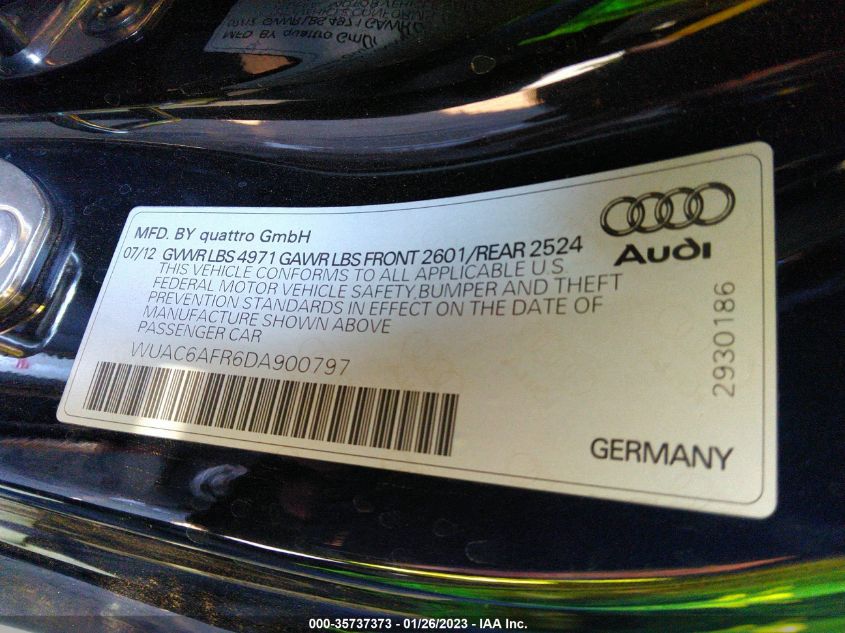 MFD. BY quattro GmbH
07/12 GVWR LBS 4971 GAWR LBS FRONT 2601/REAR 2524
THIS VEHICLE CONFORMS TO ALL APPLICABLE U.S
FEDERAL MOTOR VEHICLE SAFETY,BUMPER AND THEFT
PREVENTION STANDARDS IN EFFECT ON THE DATE OF
MANUFACTURE SHOWN ABOVE
PASSENGER CAR
WUAC6AFR6DA900797
Audi
2930186
GERMANY
000-35737373 — 01/26/2023 - IAA Inc.